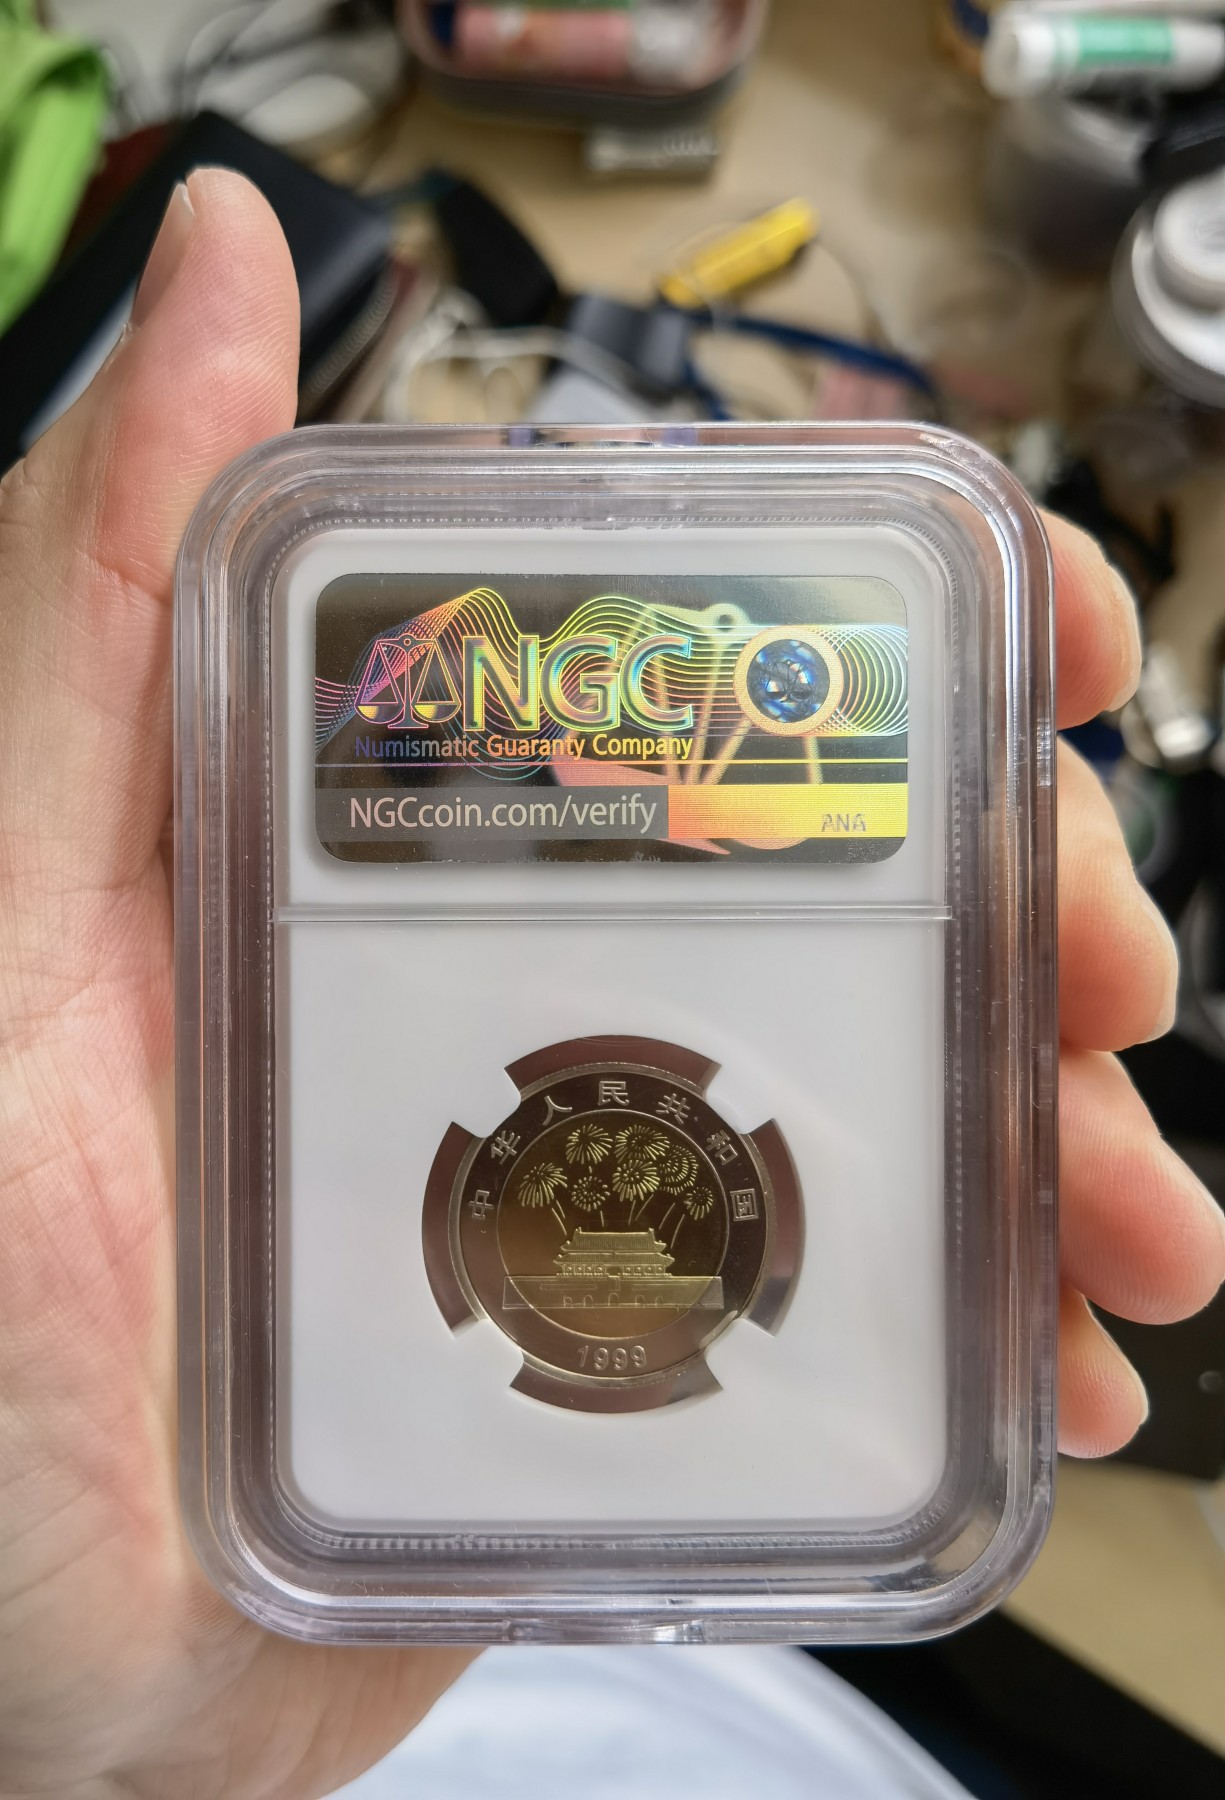 NGC
Numismatic Guaranty Company
NGCcoin.com/verify
ANA
中华人民共和国
1999